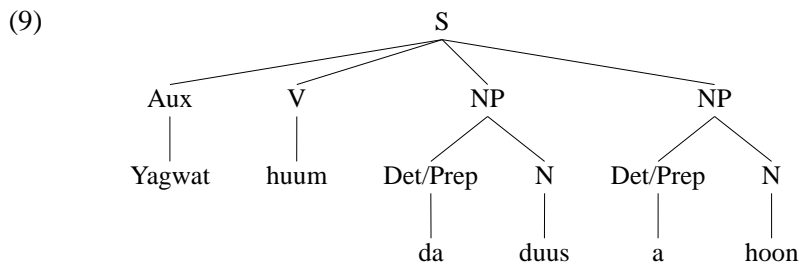 (9) S
Aux V NP NP
Yagwat huum Det/Prep N Det/Prep N
da duus a hoon